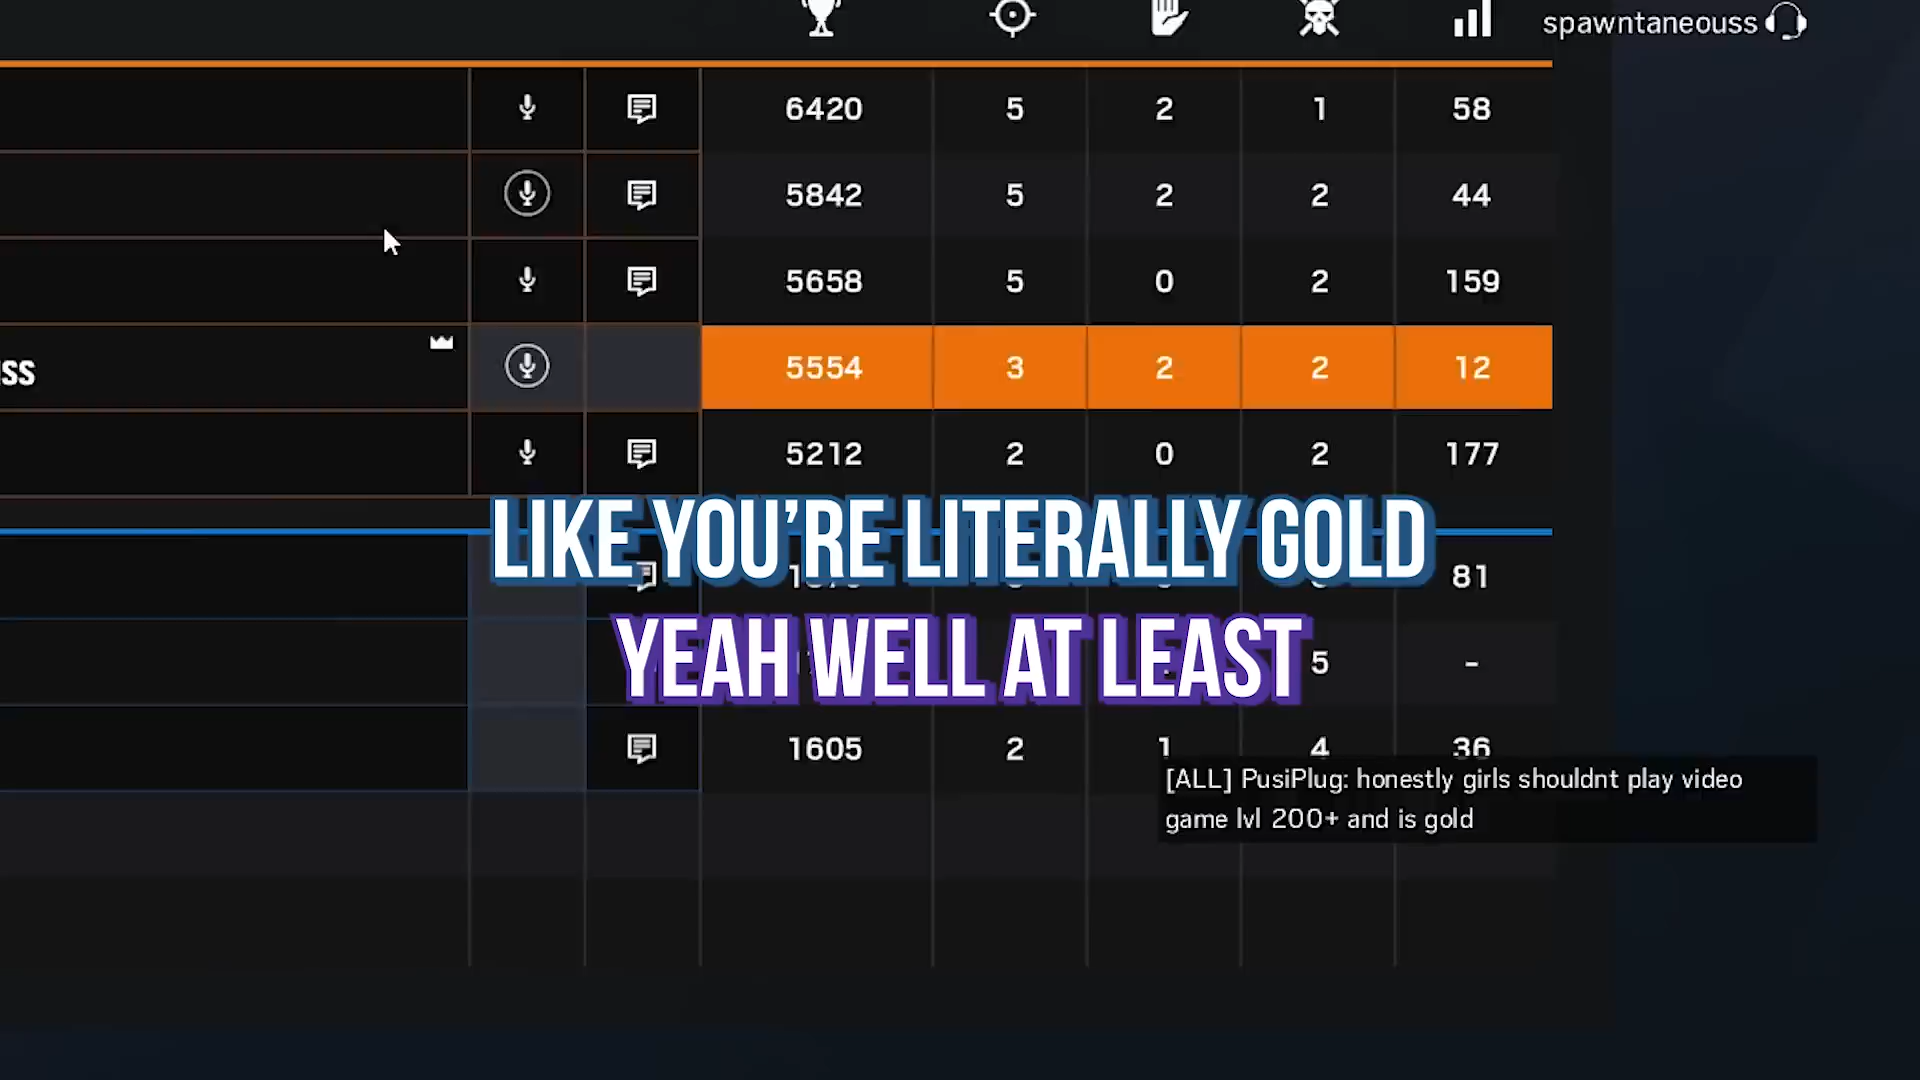 spawntaneouss
6420 5 2 1 58
5842 5 2 2 44
5658 5 0 2 159
ss 5554 3 2 2 12
5212 2 0 2 177
LIKE YOU'RE LITERALLY GOLD
81
YEAH WELL AT LEAST
5 -
1605 2 1 4 36
[ALL] PusiPlug: honestly girls shouldnt play video
game lvl 200+ and is gold